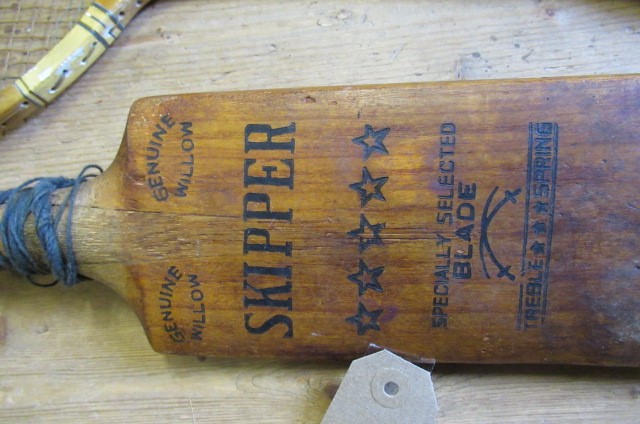 GENUINE
WILLOW
GENUINE
WILLOW
SKIPPER
SPECIALLY SELECTED
BLADE
TREBLE SPRING